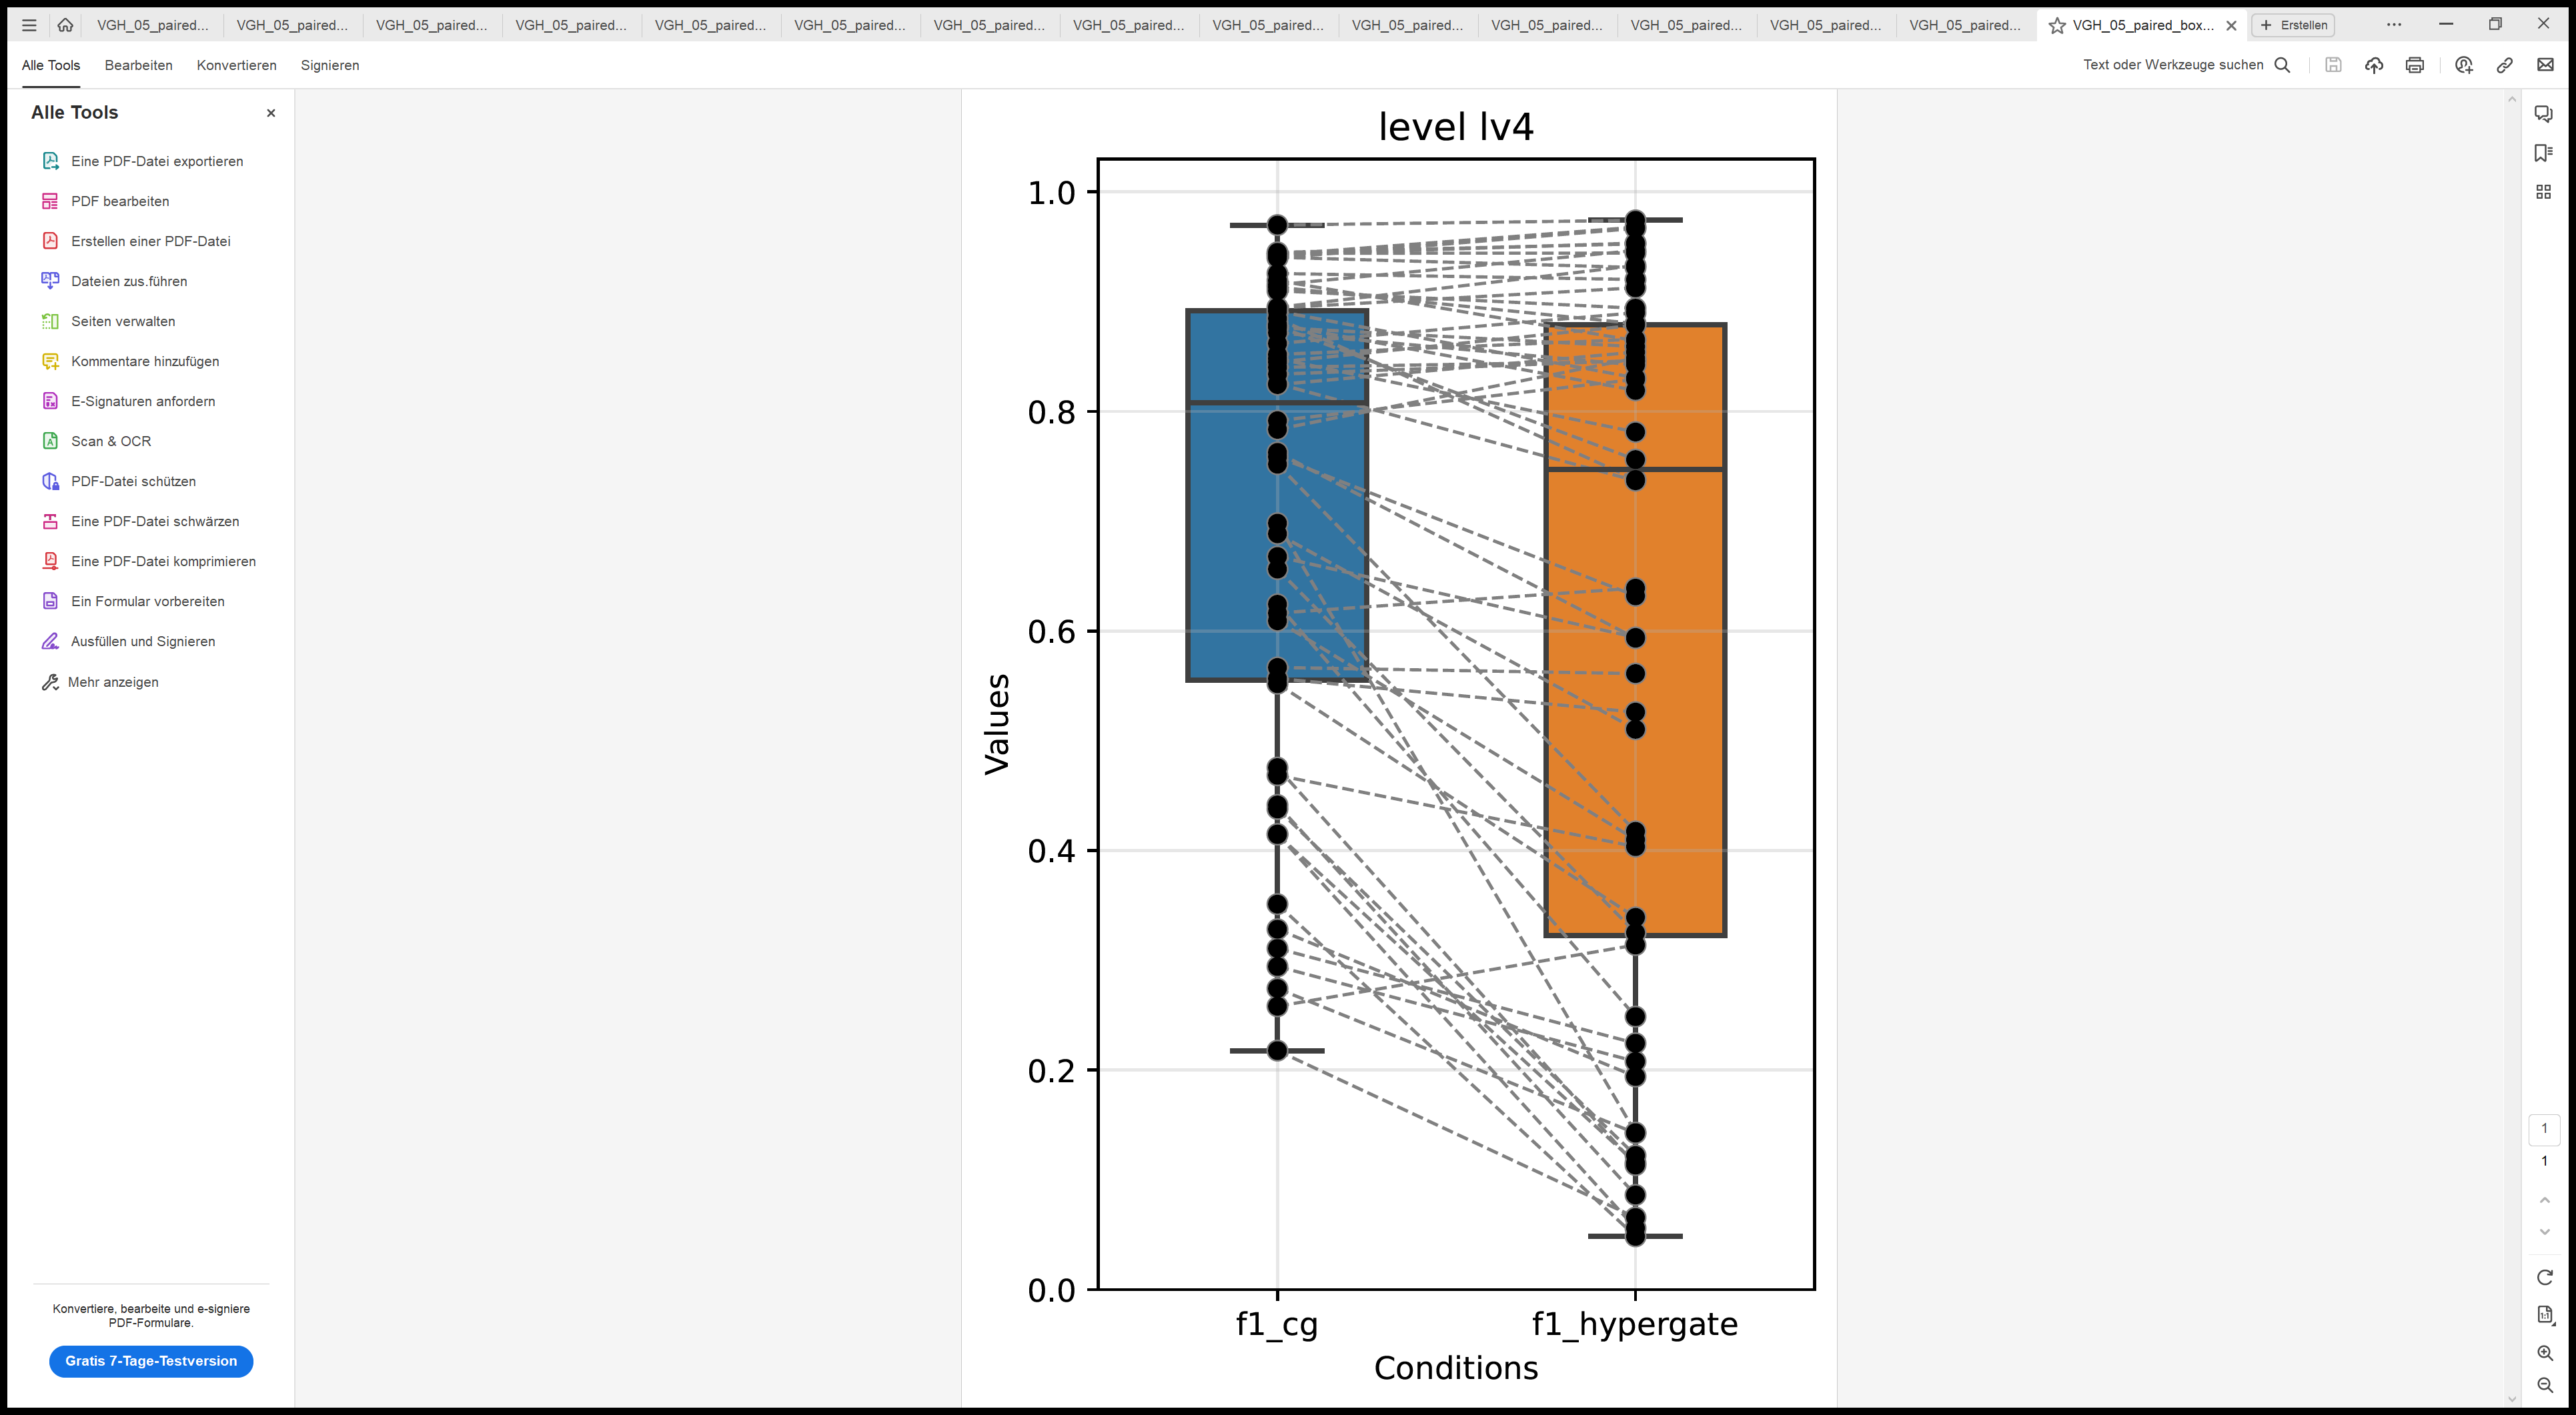 VGH_05_paired... VGH_05_paired... VGH_05_paired... VGH_05_paired... VGH_05_paired... VGH_05_paired... VGH_05_paired... VGH_05_paired... VGH_05_paired... VGH_05_paired... VGH_05_paired... VGH_05_paired... VGH_05_paired... VGH_05_paired... VGH_05_paired_box... Erstellen
Alle Tools Bearbeiten Konvertieren Signieren Text oder Werkzeuge suchen
Alle Tools
Eine PDF-Datei exportieren
PDF bearbeiten
Erstellen einer PDF-Datei
Dateien zus.führen
Seiten verwalten
Kommentare hinzufügen
E-Signaturen anfordern
Scan & OCR
PDF-Datei schützen
Eine PDF-Datei schwärzen
Eine PDF-Datei komprimieren
Ein Formular vorbereiten
Ausfüllen und Signieren
Mehr anzeigen
Konvertiere, bearbeite und e-signiere
PDF-Formulare.
Gratis 7-Tage-Testversion
level lv4
1.0
0.8
0.6
0.4
0.2
0.0
Values
f1_cg f1_hypergate
Conditions
1
1